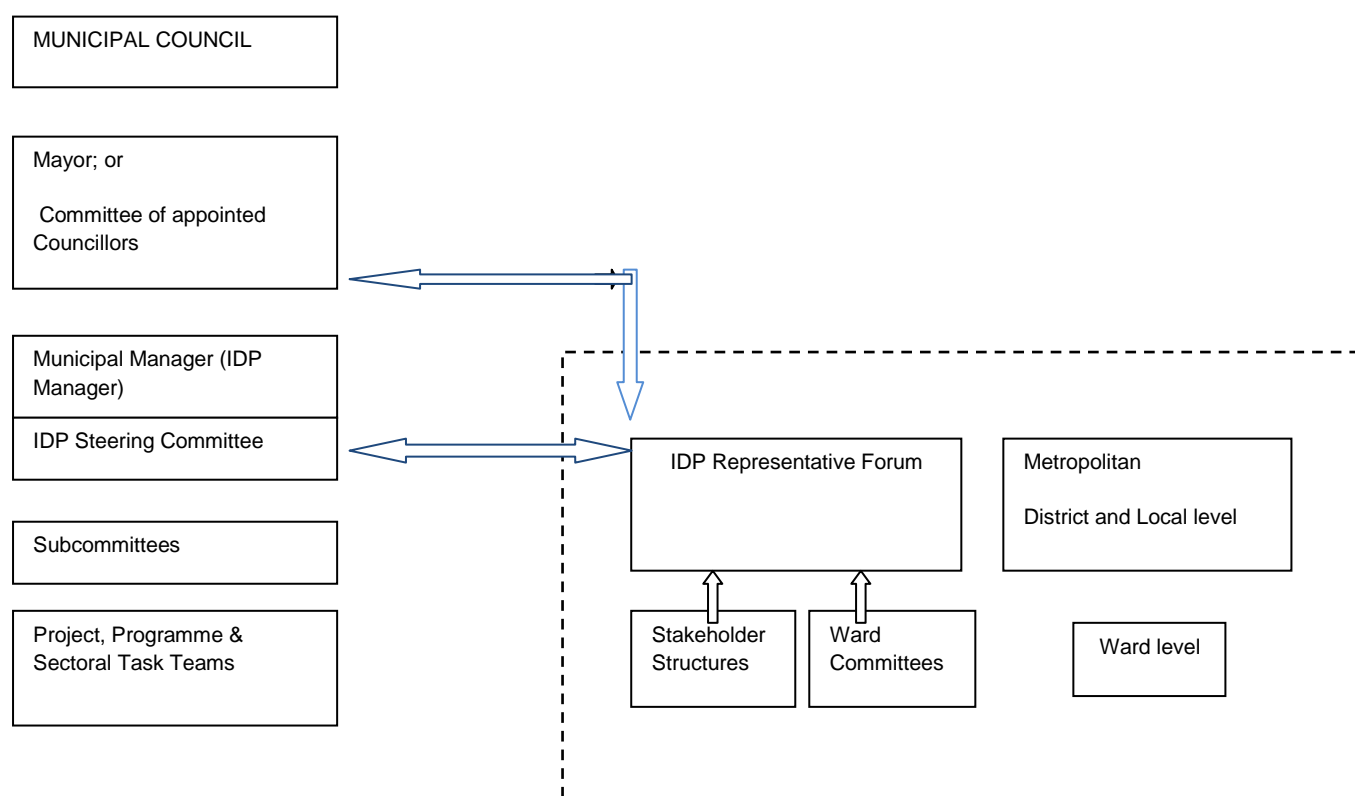 MUNICIPAL COUNCIL
Mayor; or
Committee of appointed
Councillors
Municipal Manager (IDP
Manager)
IDP Steering Committee
Subcommittees
Project, Programme &
Sectoral Task Teams
IDP Representative Forum
Metropolitan
District and Local level
Stakeholder
Structures
Ward
Committees
Ward level